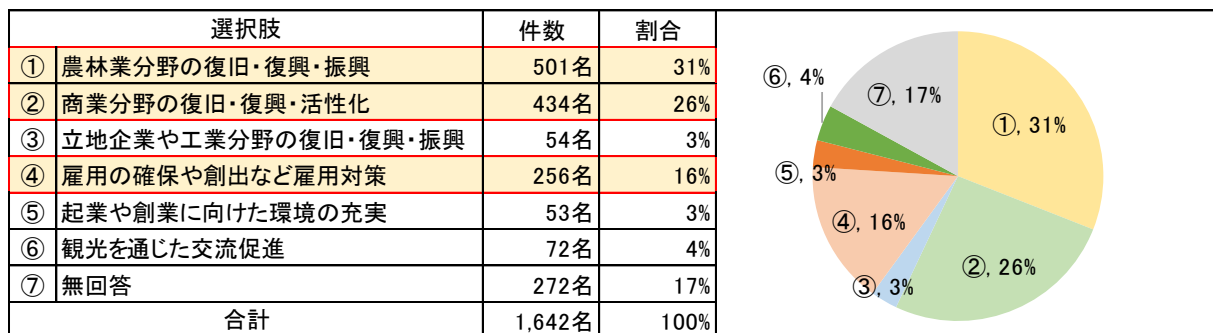 選択肢 件数 割合
① 農林業分野の復旧・復興・振興 501名 31%
② 商業分野の復旧・復興・活性化 434名 26%
③ 立地企業や工業分野の復旧・復興・振興 54名 3%
④ 雇用の確保や創出など雇用対策 256名 16%
⑤ 起業や創業に向けた環境の充実 53名 3%
⑥ 観光を通じた交流促進 72名 4%
⑦ 無回答 272名 17%
合計 1,642名 100%
①, 31%
②, 26%
③, 3%
④, 16%
⑤, 3%
⑥, 4%
⑦, 17%